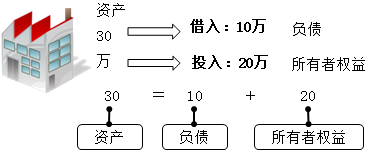 资产
30
万
借入：10万 负债
投入：20万 所有者权益
30 = 10 + 20
资产 负债 所有者权益